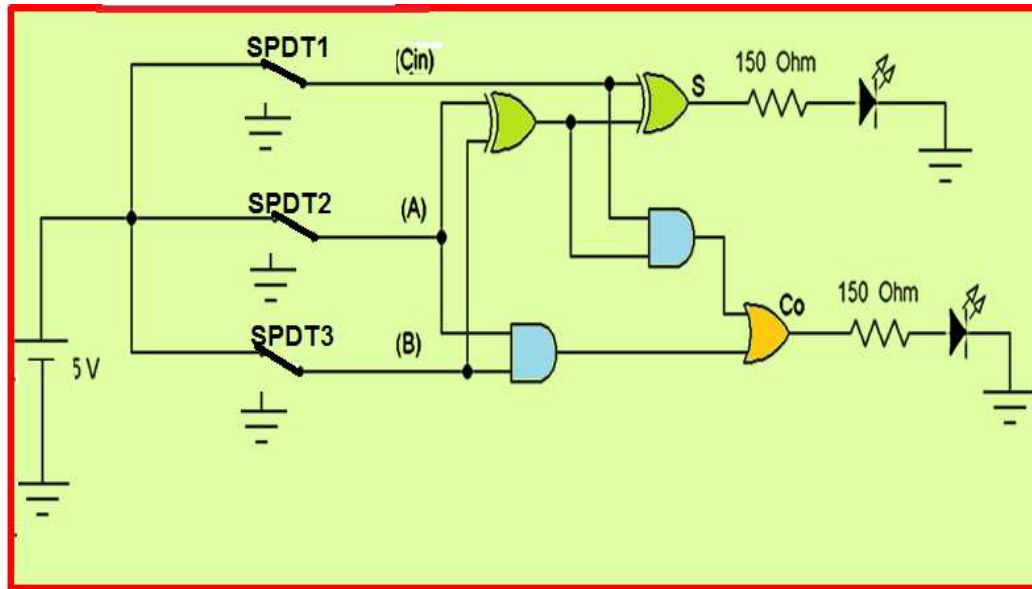 SPDT1
(Cin)
150 Ohm
S
SPDT2
(A)
150 Ohm
Co
SPDT3
(B)
5 V